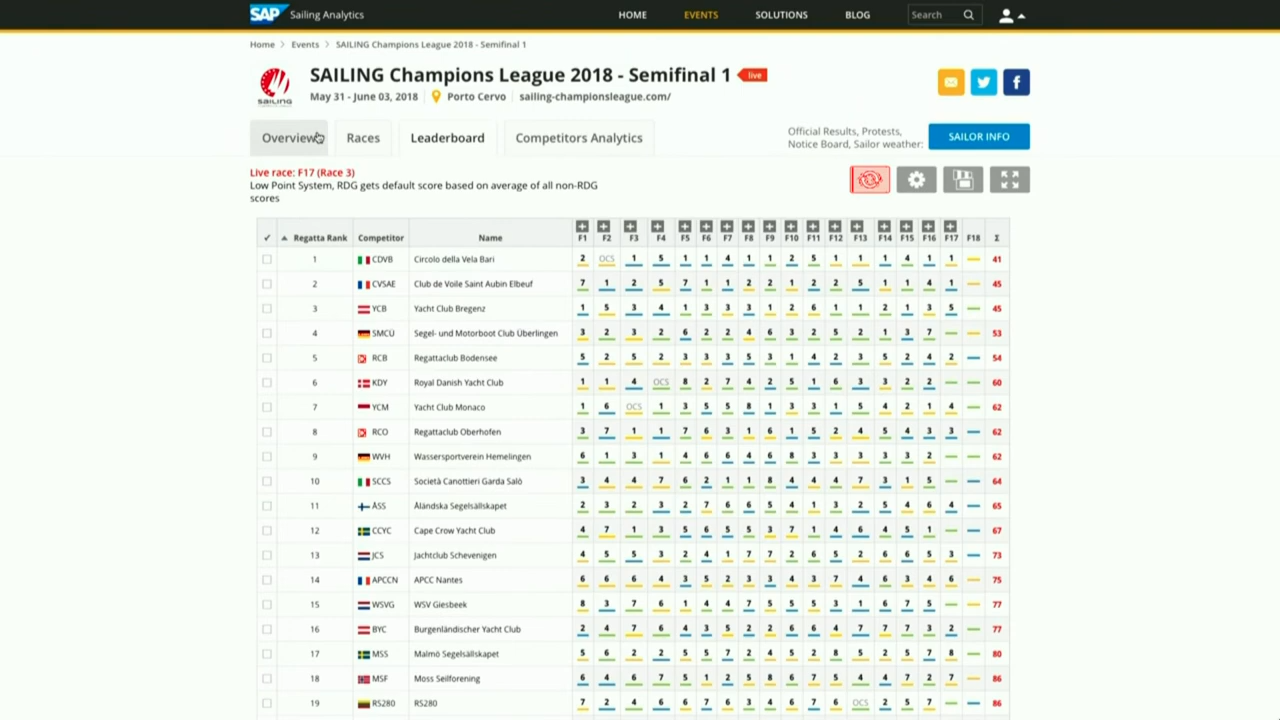 SAP Sailing Analytics HOME EVENTS SOLUTIONS BLOG Search
Home > Events > SAILING Champions League 2018 - Semifinal 1
SAILING Champions League 2018 - Semifinal 1 live
SAILING
May 31 - June 03, 2018 | Porto Cervo | sailing-championsleague.com/
Overview Races Leaderboard Competitors Analytics
Official Results, Protests,
Notice Board, Sailor weather: SAILOR INFO
Live race: F17 (Race 3)
Low Point System, RDG gets default score based on average of all non-RDG
scores
✓ Regatta Rank Competitor Name F1 F2 F3 F4 F5 F6 F7 F8 F9 F10 F11 F12 F13 F14 F15 F16 F17 F18 Σ
1 CDVB Circolo della Vela Bari 2 OCS 1 5 1 1 4 1 1 2 5 1 1 1 4 1 1 41
2 CVSAE Club de Voile Saint Aubin Elbeuf 7 1 2 5 7 1 1 2 2 1 2 2 5 1 1 4 1 45
3 YCB Yacht Club Bregenz 1 5 3 4 1 3 3 3 1 2 6 1 1 2 1 3 5 45
4 SMCÜ Segel- und Motorboot Club Überlingen 3 2 3 2 6 2 2 4 6 3 2 5 2 1 3 7 53
5 RCB Regattaclub Bodensee 5 2 5 2 3 3 3 5 3 1 4 2 3 5 2 4 2 54
6 KDY Royal Danish Yacht Club 1 1 4 OCS 8 2 7 4 2 5 1 6 3 3 2 2 60
7 YCM Yacht Club Monaco 1 6 OCS 1 3 5 5 8 1 3 3 1 5 4 2 1 4 62
8 RCO Regattaclub Oberhofen 3 7 1 1 7 6 3 1 6 1 5 2 4 5 4 3 3 62
9 WVH Wassersportverein Hemelingen 6 1 3 1 4 6 6 4 6 8 3 3 3 3 3 2 62
10 SCCS Società Canottieri Garda Salò 3 4 4 7 6 2 1 1 8 4 4 4 7 3 1 5 64
11 ÅSS Åländska Segelsällskapet 2 3 2 3 2 7 6 6 5 4 1 3 2 5 4 6 4 65
12 CCYC Cape Crow Yacht Club 4 7 1 3 5 6 5 5 3 7 1 4 6 4 5 1 67
13 JCS Jachtclub Schevenigen 4 5 5 3 2 4 1 7 7 2 6 5 2 6 6 5 3 73
14 APCCN APCC Nantes 6 6 6 4 3 5 2 3 3 4 3 7 4 6 3 4 6 75
15 WSVG WSV Giesbeek 8 3 7 6 1 4 4 7 5 5 5 3 1 6 7 5 77
16 BYC Burgenländischer Yacht Club 2 4 7 6 4 3 5 2 2 6 6 4 7 7 7 3 2 77
17 MSS Malmö Segelsällskapet 5 6 2 2 5 5 7 2 4 5 2 8 5 2 5 7 8 80
18 MSF Moss Seilforening 6 4 6 7 5 1 2 5 8 6 7 5 4 4 7 2 7 86
19 RS280 RS280 7 2 4 6 6 7 6 3 4 6 7 6 OCS 2 5 7 86